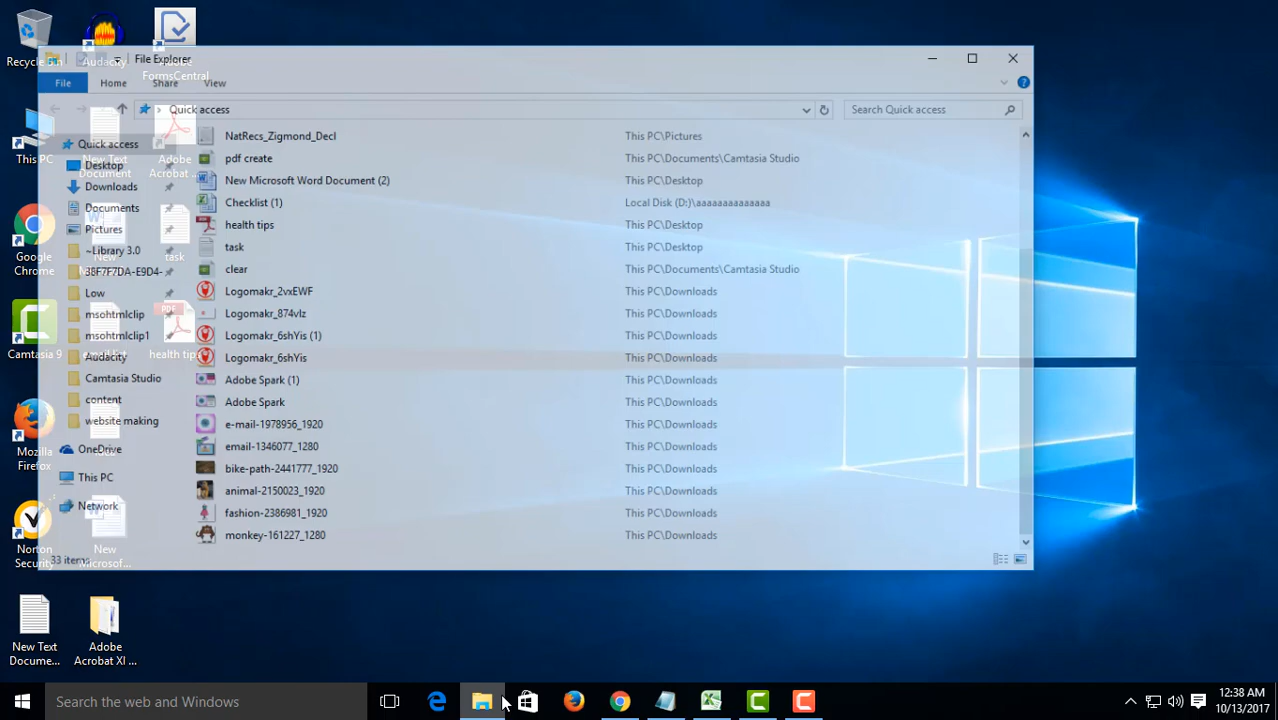 File Explorer
File Home Share View
Quick access
Search Quick access
Quick access
Desktop
Downloads
Documents
Pictures
~Library 3.0
38F7F7DA-E9D4-
Low
msohtmlclip
msohtmlclip1
Audacity
Camtasia Studio
content
website making
OneDrive
This PC
Network
NatRecs_Zigmond_Decl This PC\Pictures
pdf create This PC\Documents\Camtasia Studio
New Microsoft Word Document (2) This PC\Desktop
Checklist (1) Local Disk (D:)\aaaaaaaaaaaaaa
health tips This PC\Desktop
task This PC\Desktop
clear This PC\Documents\Camtasia Studio
Logomakr_2vxEWF This PC\Downloads
Logomakr_874vlz This PC\Downloads
Logomakr_6shYis (1) This PC\Downloads
Logomakr_6shYis This PC\Downloads
Adobe Spark (1) This PC\Downloads
Adobe Spark This PC\Downloads
e-mail-1978956_1920 This PC\Downloads
email-1346077_1280 This PC\Downloads
bike-path-2441777_1920 This PC\Downloads
animal-2150023_1920 This PC\Downloads
fashion-2386981_1920 This PC\Downloads
monkey-161227_1280 This PC\Downloads
33 items
Recycle Bin
Audacity
Adobe
FormsCentral
This PC
New Text
Document
Adobe
Acrobat ...
Google
Chrome
New
task
Camtasia 9
PDF
health tips
Mozilla
Firefox
Norton
Security
New
Microsof...
New Text
Docume...
Adobe
Acrobat XI ...
Search the web and Windows
12:38 AM
10/13/2017